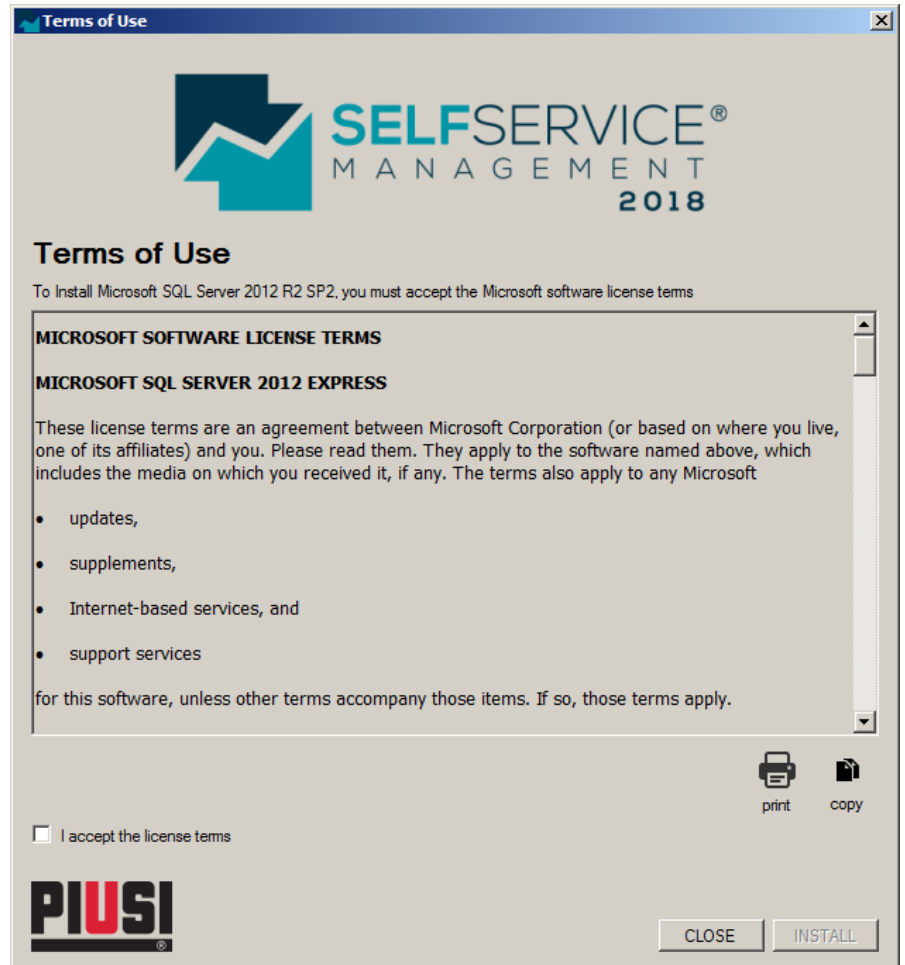 Terms of Use
SELFSERVICE®
MANAGEMENT
2018
Terms of Use
To Install Microsoft SQL Server 2012 R2 SP2, you must accept the Microsoft software license terms
MICROSOFT SOFTWARE LICENSE TERMS
MICROSOFT SQL SERVER 2012 EXPRESS
These license terms are an agreement between Microsoft Corporation (or based on where you live,
one of its affiliates) and you. Please read them. They apply to the software named above, which
includes the media on which you received it, if any. The terms also apply to any Microsoft
• updates,
• supplements,
• Internet-based services, and
• support services
for this software, unless other terms accompany those items. If so, those terms apply.
print copy
I accept the license terms
PIUSI®
CLOSE INSTALL